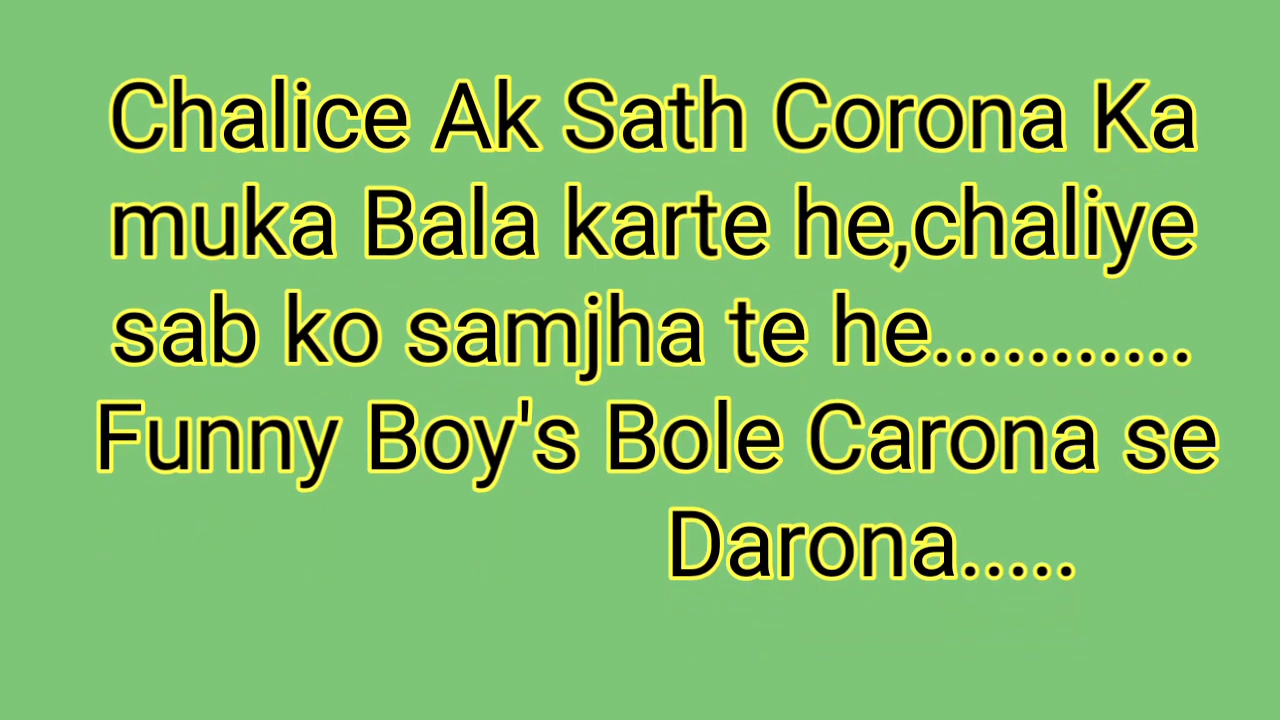 Chalice Ak Sath Corona Ka
muka Bala karte he,chaliye
sab ko samjha te he...........
Funny Boy's Bole Carona se
Darona.....